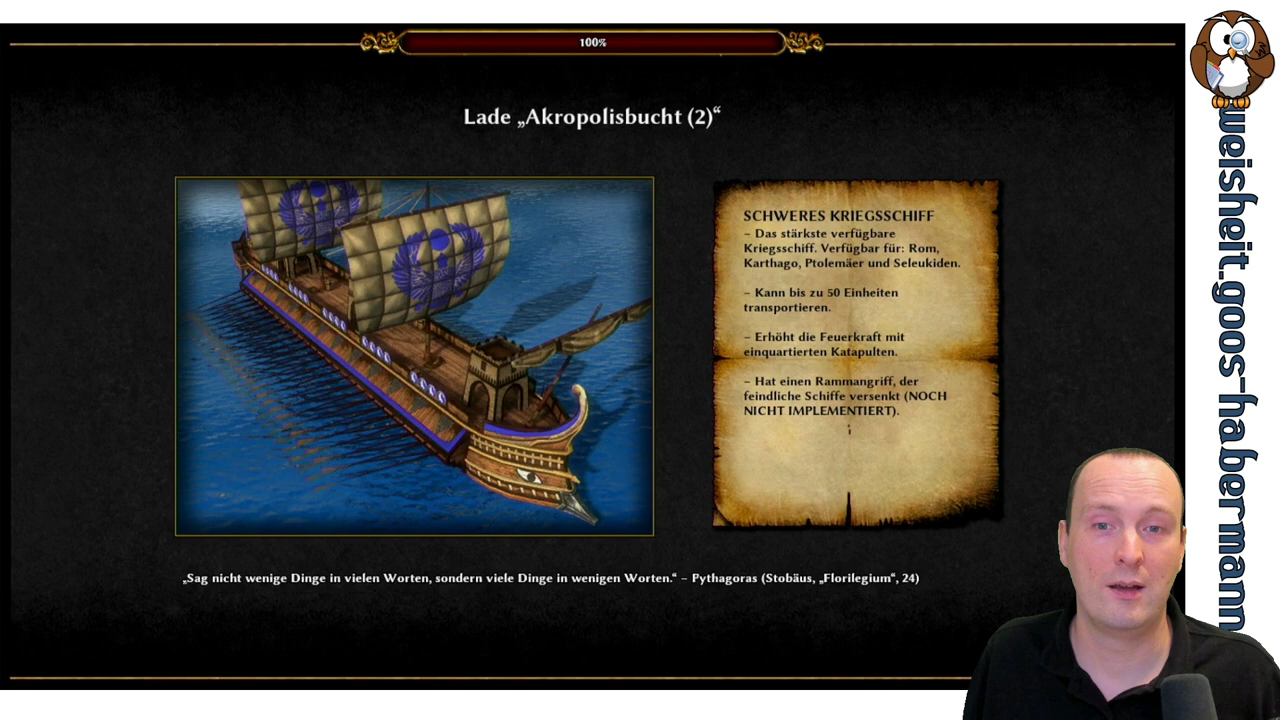 100%
Lade „Akropolisbucht (2)“
SCHWERES KRIEGSSCHIFF
– Das stärkste verfügbare
Kriegsschiff. Verfügbar für: Rom,
Karthago, Ptolemäer und Seleukiden.
– Kann bis zu 50 Einheiten
transportieren.
– Erhöht die Feuerkraft mit
einquartierten Katapulten.
– Hat einen Rammangriff, der
feindliche Schiffe versenkt (NOCH
NICHT IMPLEMENTIERT).
„Sag nicht wenige Dinge in vielen Worten, sondern viele Dinge in wenigen Worten.“ – Pythagoras (Stobäus, „Florilegium“, 24)
weisheit.goos-habermann